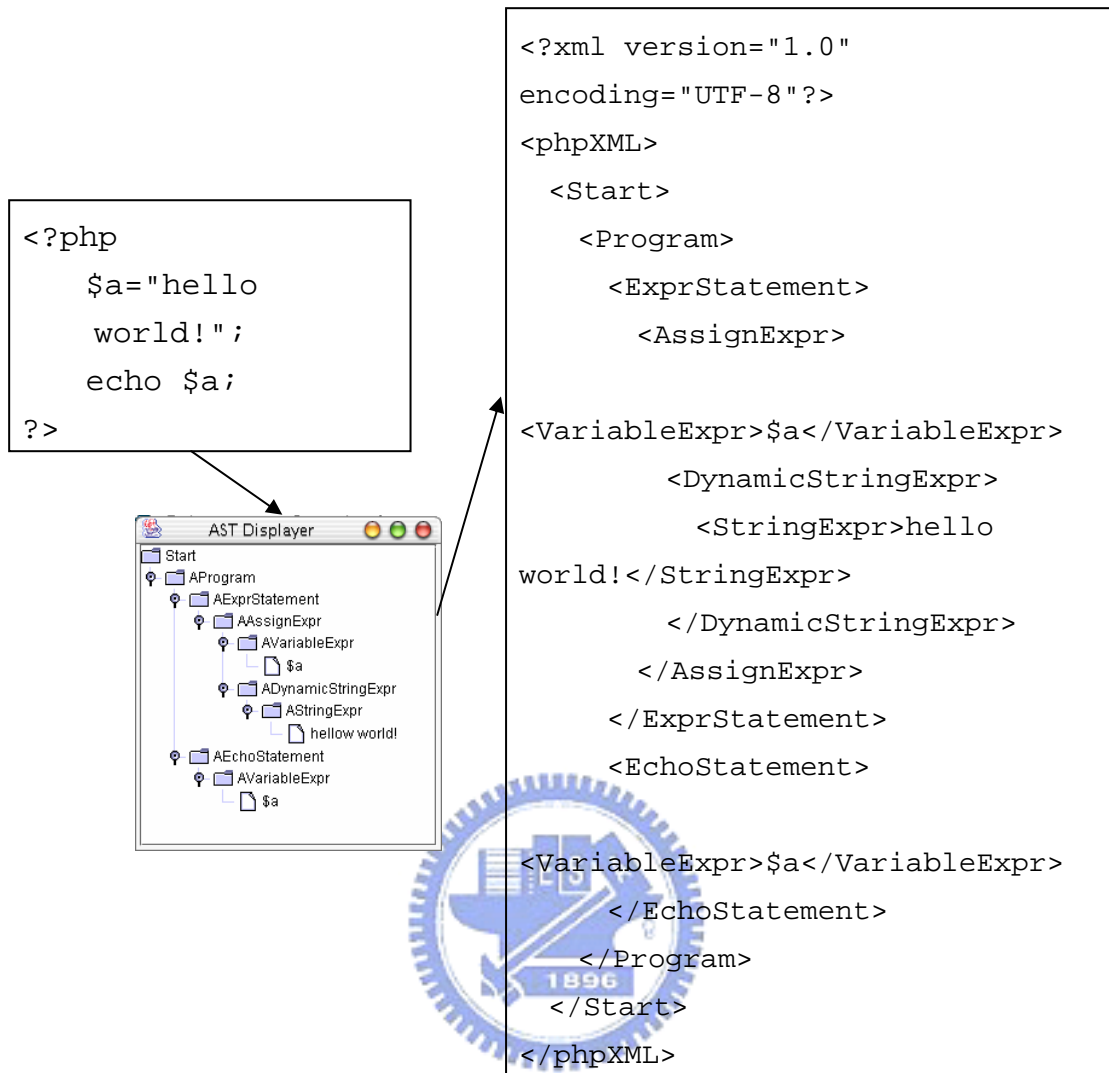 <?php
$a="hello
world!";
echo $a;
?>
AST Displayer
Start
AProgram
AExprStatement
AAssignExpr
AVariableExpr
$a
ADynamicStringExpr
AStringExpr
hellow world!
AEchoStatement
AVariableExpr
$a
<?xml version="1.0"
encoding="UTF-8"?>
<phpXML>
<Start>
<Program>
<ExprStatement>
<AssignExpr>
<VariableExpr>$a</VariableExpr>
<DynamicStringExpr>
<StringExpr>hello
world!</StringExpr>
</DynamicStringExpr>
</AssignExpr>
</ExprStatement>
<EchoStatement>
<VariableExpr>$a</VariableExpr>
</EchoStatement>
</Program>
</Start>
</phpXML>
1896